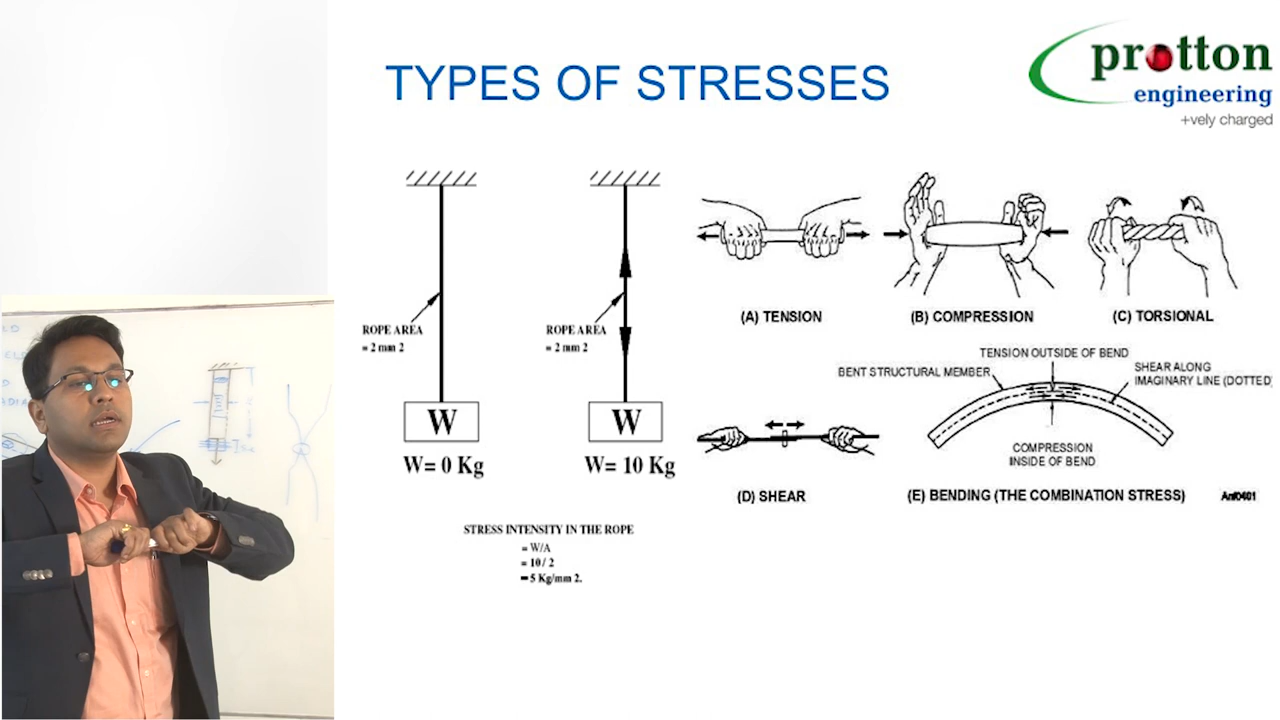 TYPES OF STRESSES
protton
engineering
+vely charged
ROPE AREA
= 2 mm 2
W
W= 0 Kg
ROPE AREA
= 2 mm 2
W
W= 10 Kg
STRESS INTENSITY IN THE ROPE
= W/A
= 10 / 2
= 5 Kg/mm 2.
(A) TENSION
(B) COMPRESSION
(C) TORSIONAL
(D) SHEAR
TENSION OUTSIDE OF BEND
BENT STRUCTURAL MEMBER
SHEAR ALONG
IMAGINARY LINE (DOTTED)
COMPRESSION
INSIDE OF BEND
(E) BENDING (THE COMBINATION STRESS)